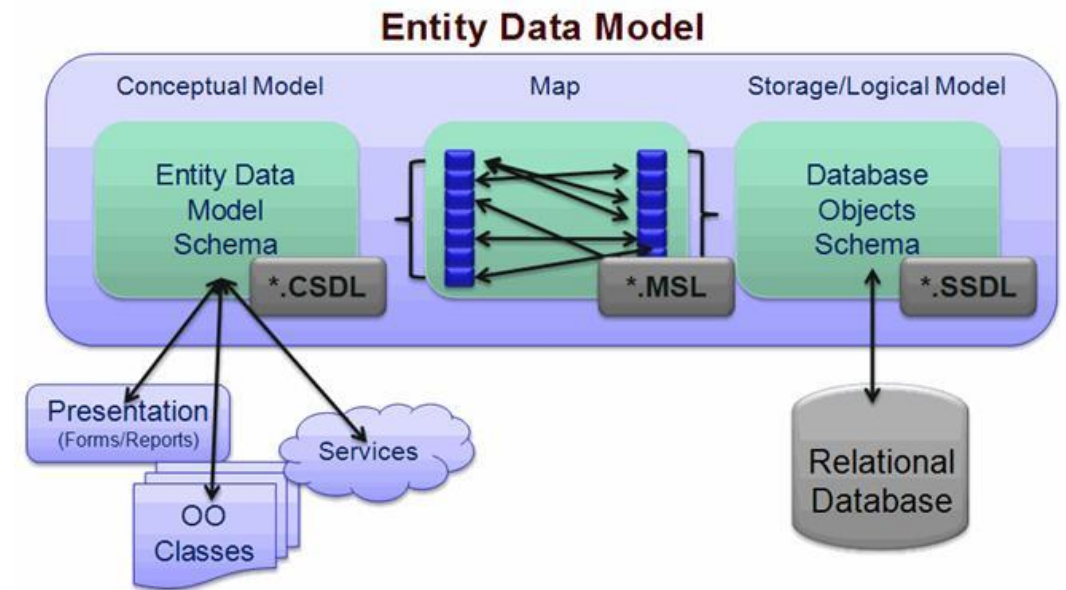 Entity Data Model
Conceptual Model
Map
Storage/Logical Model
Entity Data
Model
Schema
*.CSDL
*.MSL
Database
Objects
Schema
*.SSDL
Presentation
(Forms/Reports)
Services
OO
Classes
Relational
Database